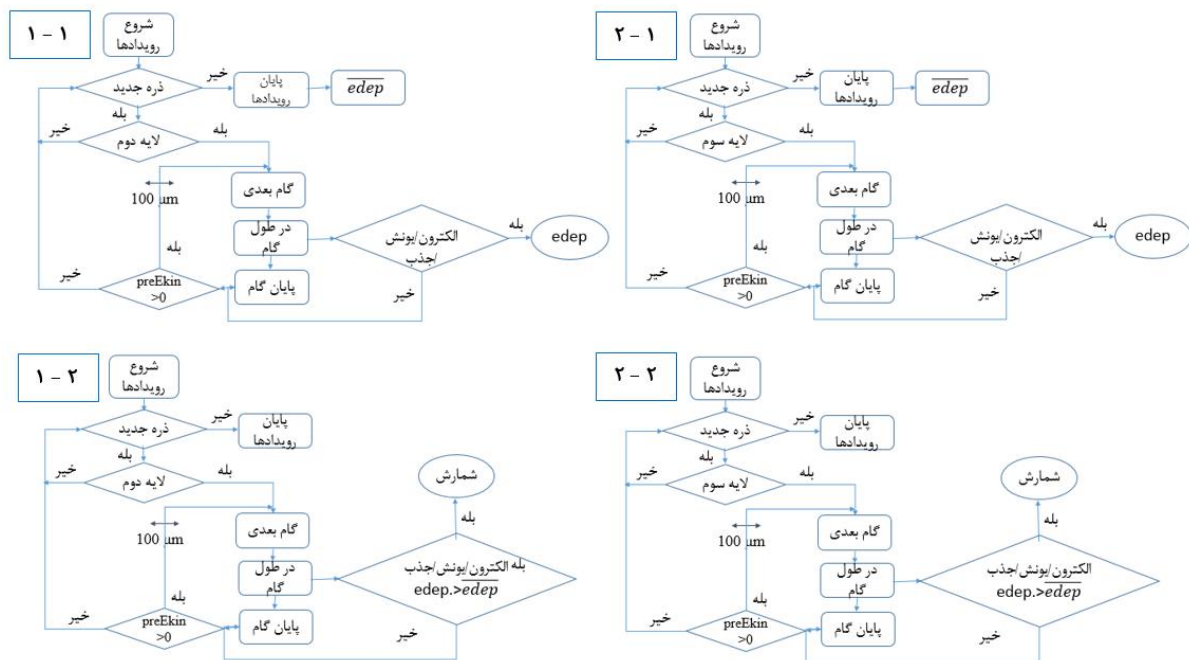 ۱ – ۱
شروع
رویدادها
ذره جدید
خیر
پایان
رویدادها
edep
بله
خیر
لایه دوم
بله
100 μm
گام بعدی
در طول
گام
الکترون/یونش
/جذب
بله
edep
بله
خیر
preEkin
>0
پایان گام
خیر
۲ – ۱
شروع
رویدادها
ذره جدید
خیر
پایان
رویدادها
edep
بله
خیر
لایه سوم
بله
100 μm
گام بعدی
در طول
گام
الکترون/یونش
/جذب
بله
edep
بله
خیر
preEkin
>0
پایان گام
خیر
۱ – ۲
شروع
رویدادها
ذره جدید
خیر
پایان
رویدادها
بله
خیر
لایه دوم
بله
شمارش
بله
100 μm
گام بعدی
در طول
گام
الکترون/یونش/جذب بله
edep.>edep
بله
خیر
preEkin
>0
پایان گام
خیر
۲ – ۲
شروع
رویدادها
ذره جدید
خیر
پایان
رویدادها
بله
خیر
لایه سوم
بله
شمارش
بله
100 μm
گام بعدی
در طول
گام
الکترون/یونش/جذب
edep.>edep
بله
خیر
preEkin
>0
پایان گام
خیر